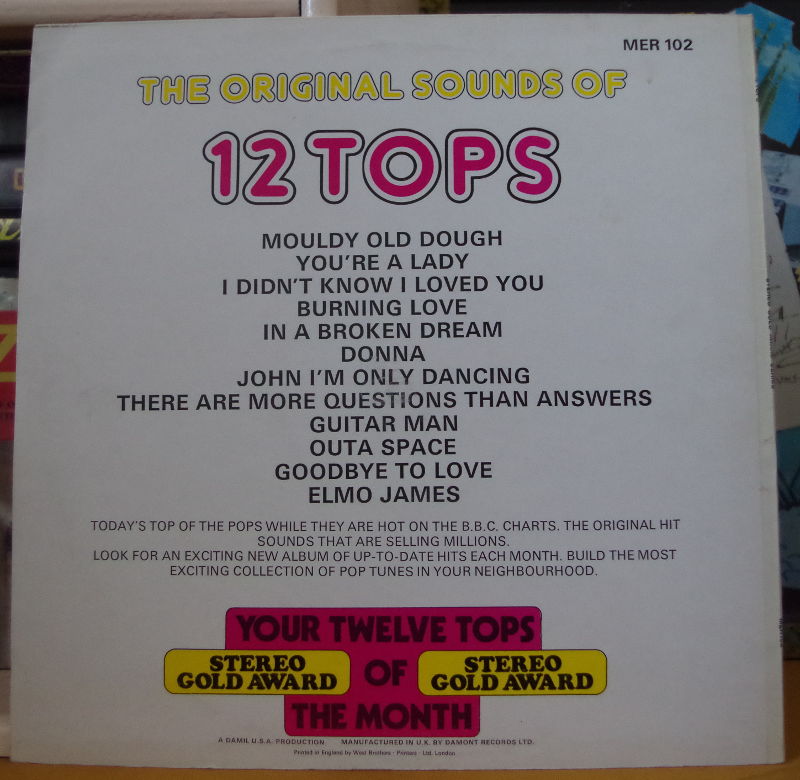 MER 102
THE ORIGINAL SOUNDS OF
12 TOPS
MOULDY OLD DOUGH
YOU'RE A LADY
I DIDN'T KNOW I LOVED YOU
BURNING LOVE
IN A BROKEN DREAM
DONNA
JOHN I'M ONLY DANCING
THERE ARE MORE QUESTIONS THAN ANSWERS
GUITAR MAN
OUTA SPACE
GOODBYE TO LOVE
ELMO JAMES
TODAY'S TOP OF THE POPS WHILE THEY ARE HOT ON THE B.B.C. CHARTS. THE ORIGINAL HIT
SOUNDS THAT ARE SELLING MILLIONS.
LOOK FOR AN EXCITING NEW ALBUM OF UP-TO-DATE HITS EACH MONTH. BUILD THE MOST
EXCITING COLLECTION OF POP TUNES IN YOUR NEIGHBOURHOOD.
YOUR TWELVE TOPS
STEREO GOLD AWARD
OF
STEREO GOLD AWARD
THE MONTH
A DAMIL U.S.A. PRODUCTION MANUFACTURED IN U.K. BY DAMONT RECORDS LTD.
Printed in England by West Brothers · Printers · Ltd. London